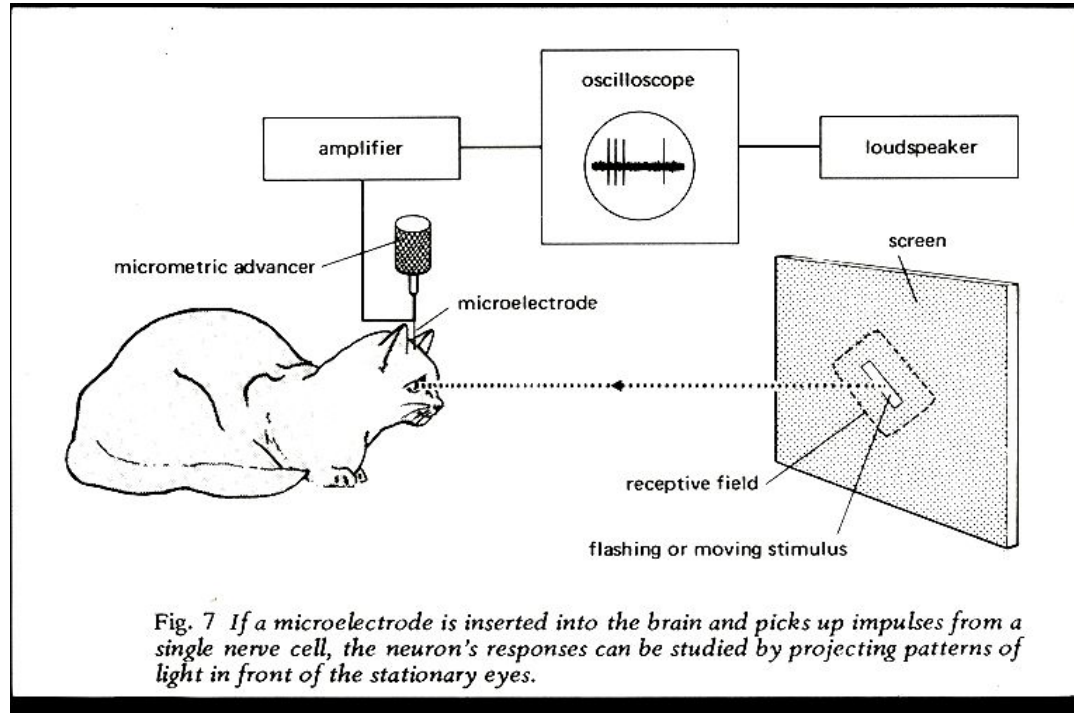 oscilloscope
amplifier
loudspeaker
micrometric advancer
screen
microelectrode
receptive field
flashing or moving stimulus
Fig. 7 If a microelectrode is inserted into the brain and picks up impulses from a
single nerve cell, the neuron's responses can be studied by projecting patterns of
light in front of the stationary eyes.